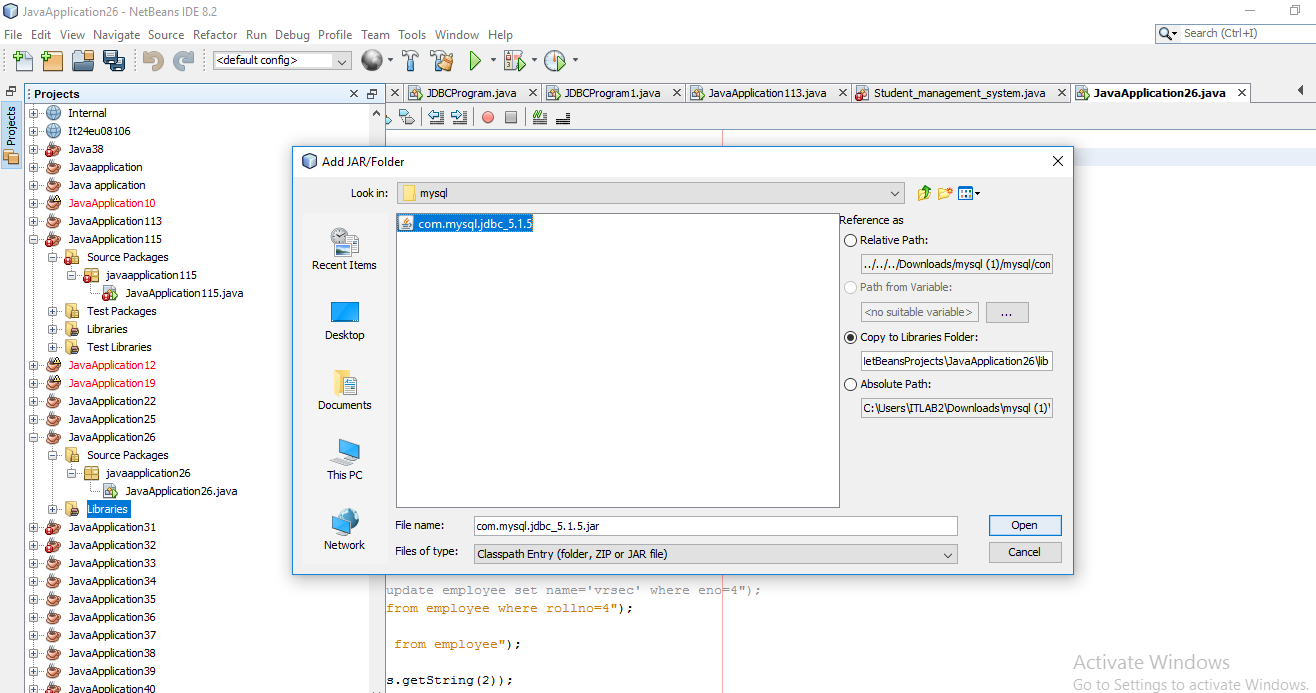 JavaApplication26 - NetBeans IDE 8.2
File Edit View Navigate Source Refactor Run Debug Profile Team Tools Window Help
Search (Ctrl+I)
<default config>
Projects
Projects
JDBCProgram.java
JDBCProgram1.java
JavaApplication113.java
Student_management_system.java
JavaApplication26.java
Internal
It24eu08106
Java38
Javaapplication
Java application
JavaApplication10
JavaApplication113
JavaApplication115
Source Packages
javaapplication115
JavaApplication115.java
Test Packages
Libraries
Test Libraries
JavaApplication12
JavaApplication19
JavaApplication22
JavaApplication25
JavaApplication26
Source Packages
javaapplication26
JavaApplication26.java
Libraries
JavaApplication31
JavaApplication32
JavaApplication33
JavaApplication34
JavaApplication35
JavaApplication36
JavaApplication37
JavaApplication38
JavaApplication39
JavaApplication40
Add JAR/Folder
Look in:
mysql
Recent Items
Desktop
Documents
This PC
Network
com.mysql.jdbc_5.1.5
Reference as
Relative Path:
../../../Downloads/mysql (1)/mysql/con
Path from Variable:
<no suitable variable>
...
Copy to Libraries Folder:
letBeansProjects\JavaApplication26\lib
Absolute Path:
C:\Users\ITLAB2\Downloads\mysql (1)\
File name:
com.mysql.jdbc_5.1.5.jar
Open
Files of type:
Classpath Entry (folder, ZIP or JAR file)
Cancel
update employee set name='vrsec' where eno=4");
from employee where rollno=4");
from employee");
s.getString(2));
Activate Windows
Go to Settings to activate Windows.